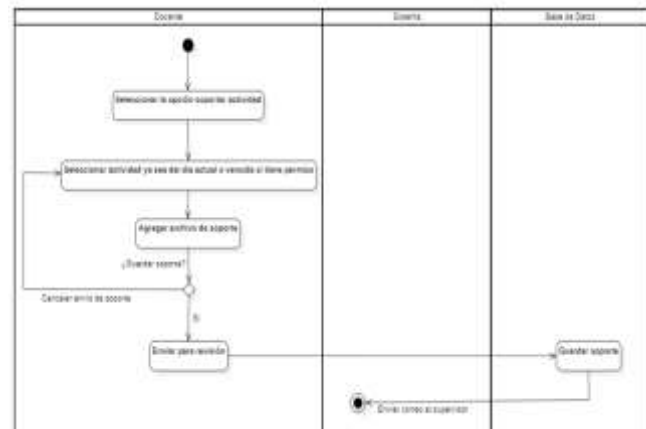 Docente
Sistema
Base de Datos
Seleccionar la opción soportar actividad
Seleccionar actividad ya sea del día actual o vencida si tiene permiso
Agregar archivo de soporte
¿Guardar soporte?
Cancelar envío de soporte
Si
Enviar para revisión
Guardar soporte
Enviar correo al supervisor